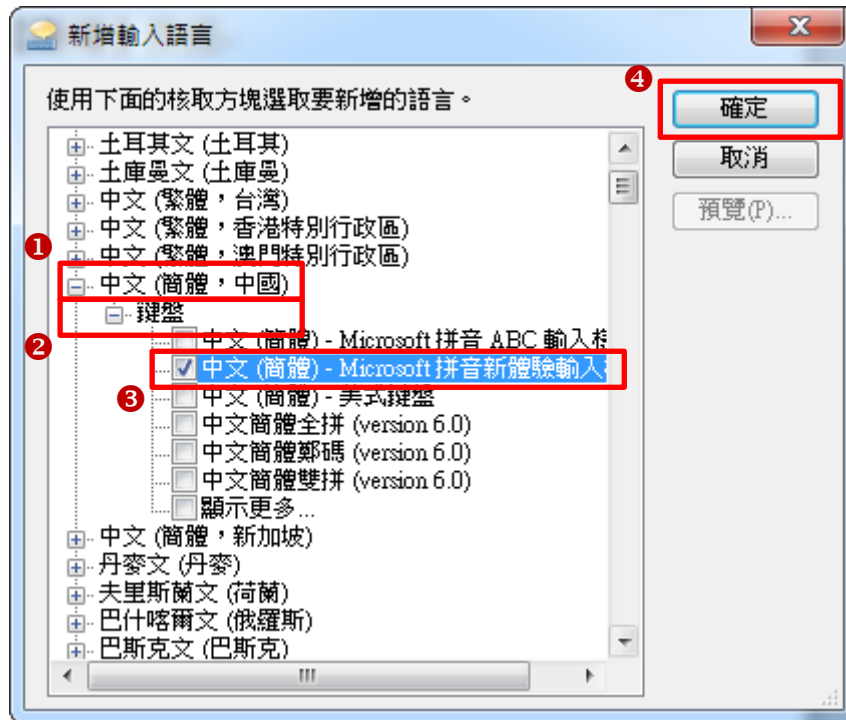 新增輸入語言
使用下面的核取方塊選取要新增的語言。
❹
確定
取消
預覽(P)...
土耳其文 (土耳其)
土庫曼文 (土庫曼)
中文 (繁體，台灣)
中文 (繁體，香港特別行政區)
❶
中文 (繁體，澳門特別行政區)
中文 (簡體，中國)
鍵盤
❷
中文 (簡體) - Microsoft 拼音 ABC 輸入
中文 (簡體) - Microsoft 拼音新體驗輸入
❸
中文 (簡體) - 美式鍵盤
中文簡體全拼 (version 6.0)
中文簡體鄭碼 (version 6.0)
中文簡體雙拼 (version 6.0)
顯示更多...
中文 (簡體，新加坡)
丹麥文 (丹麥)
夫里斯蘭文 (荷蘭)
巴什喀爾文 (俄羅斯)
巴斯克文 (巴斯克)